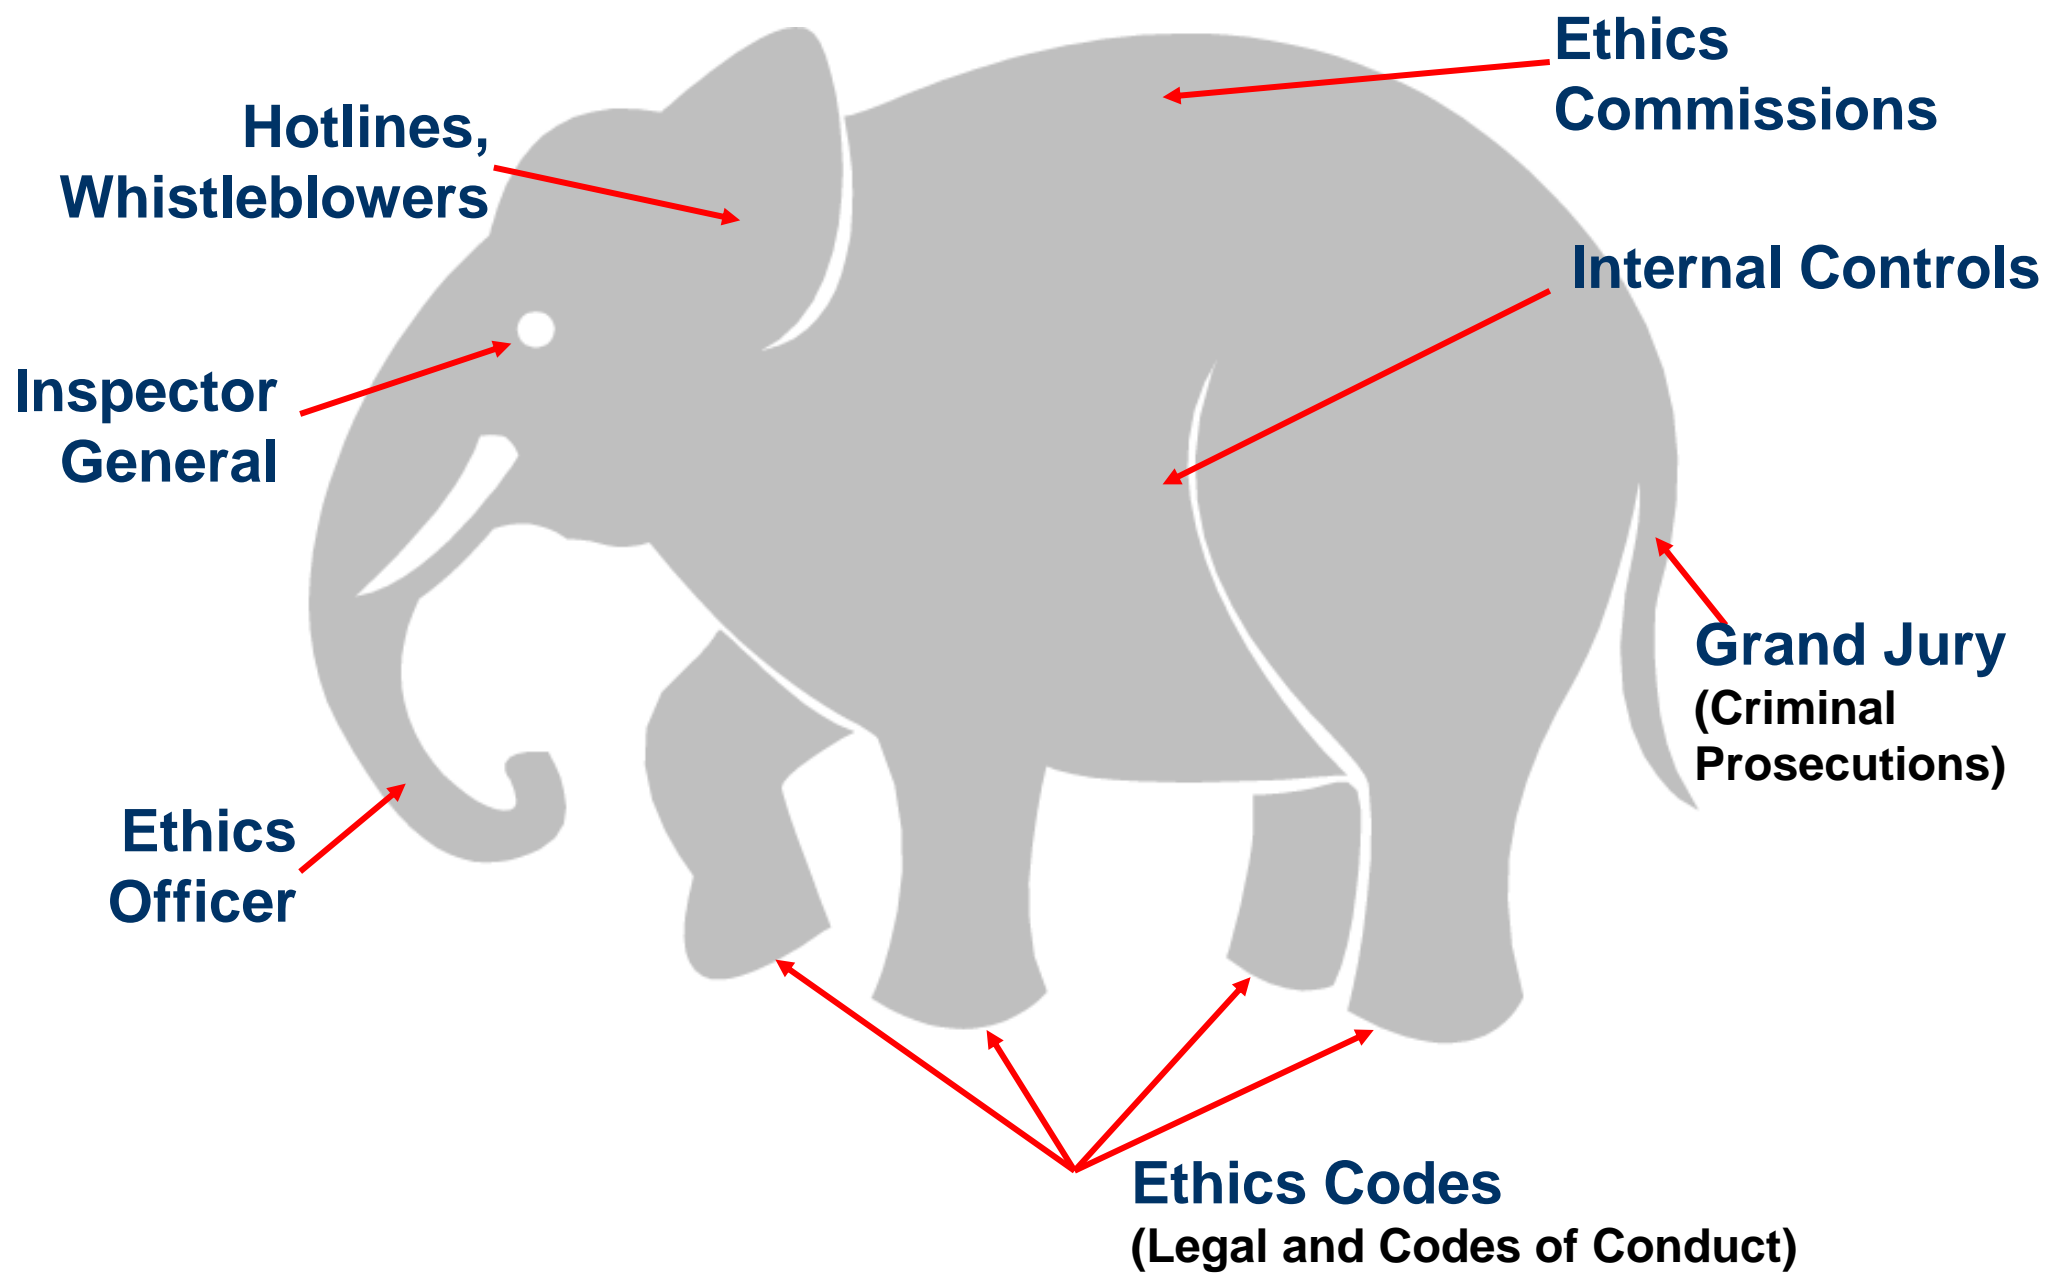 Ethics
Commissions
Hotlines,
Whistleblowers
Internal Controls
Inspector
General
Grand Jury
(Criminal
Prosecutions)
Ethics
Officer
Ethics Codes
(Legal and Codes of Conduct)